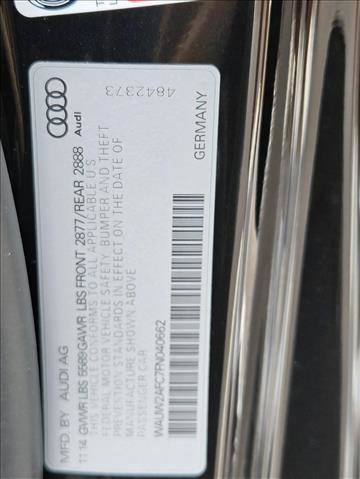 Audi
4842373
MFD BY AUDI AG
11.14 GVWR LBS 5589 GAWR LBS FRONT 2877/REAR 2888
THIS VEHICLE CONFORMS TO ALL APPLICABLE U S
FEDERAL MOTOR VEHICLE SAFETY, BUMPER AND THEFT
PREVENTION STANDARDS IN EFFECT ON THE DATE OF
MANUFACTURE SHOWN ABOVE
PASSENGER CAR
WAUW2AFC7FN040662
GERMANY